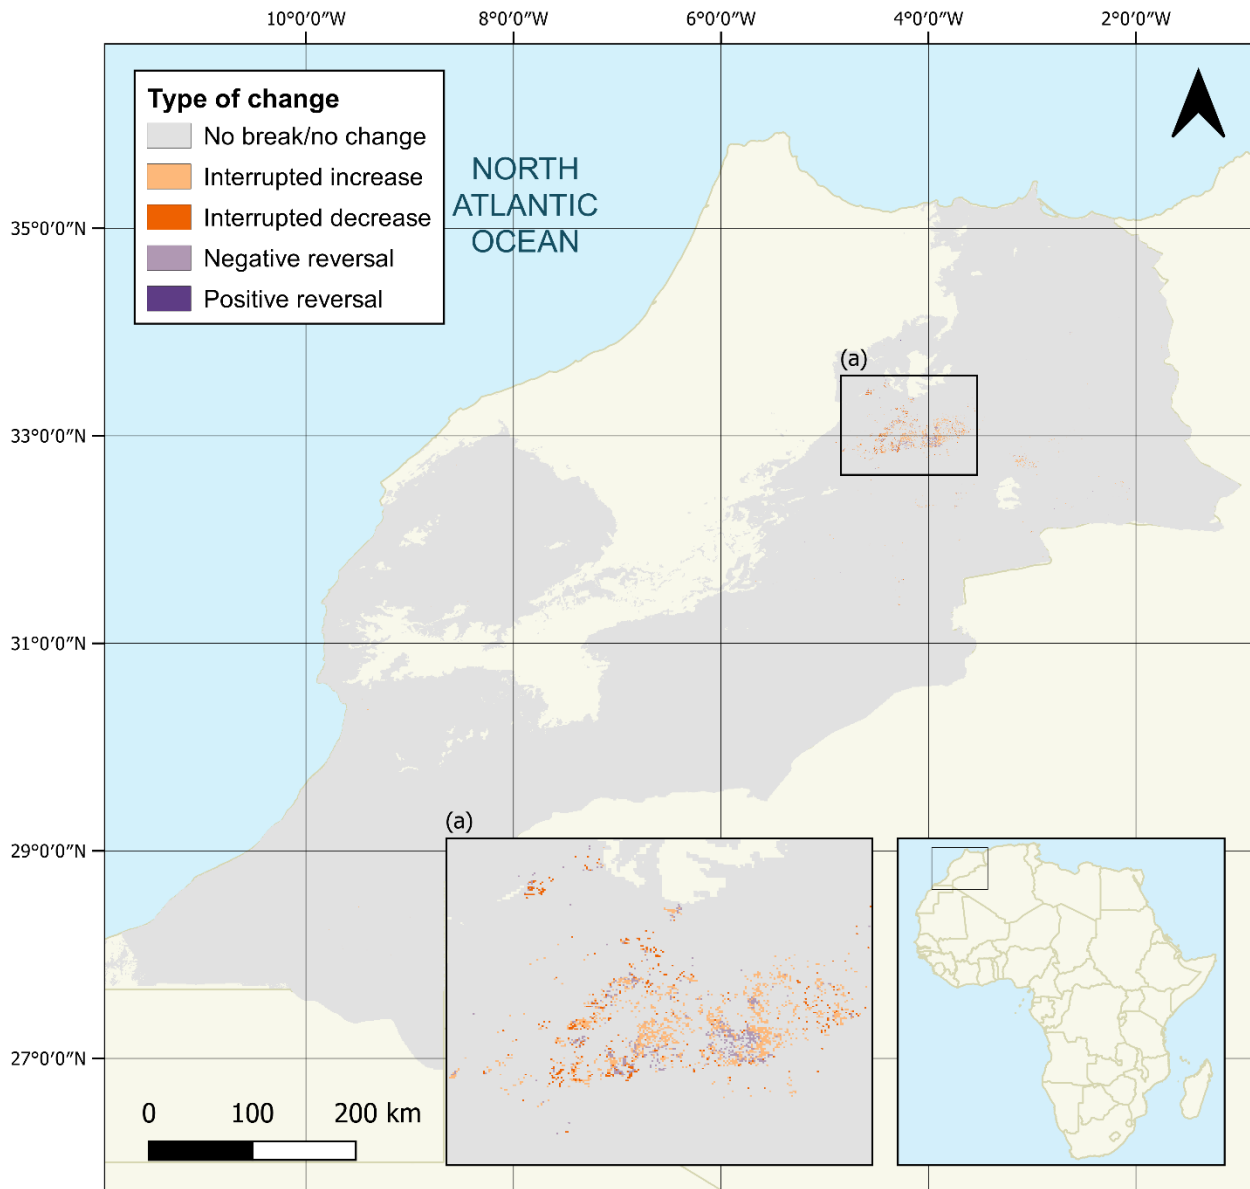 10°0′0″W
8°0′0″W
6°0′0″W
4°0′0″W
2°0′0″W
Type of change
No break/no change
Interrupted increase
Interrupted decrease
Negative reversal
Positive reversal
NORTH
ATLANTIC
OCEAN
35°0′0″N
(a)
33°0′0″N
31°0′0″N
(a)
29°0′0″N
27°0′0″N
0 100 200 km